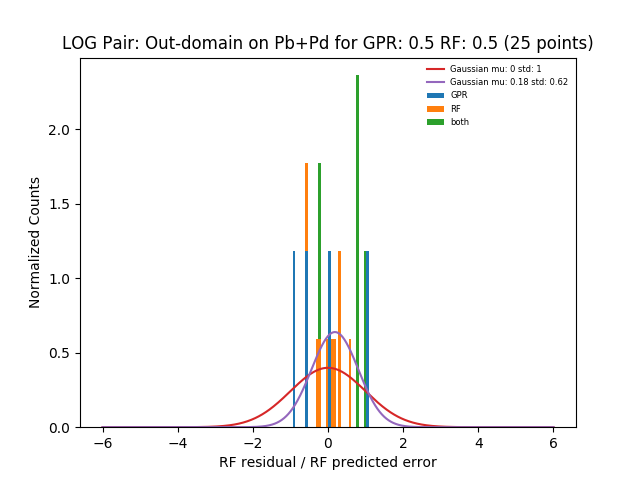 LOG Pair: Out-domain on Pb+Pd for GPR: 0.5 RF: 0.5 (25 points)
Gaussian mu: 0 std: 1
Gaussian mu: 0.18 std: 0.62
GPR
RF
both
Normalized Counts
2.0
1.5
1.0
0.5
0.0
−6 −4 −2 0 2 4 6
RF residual / RF predicted error